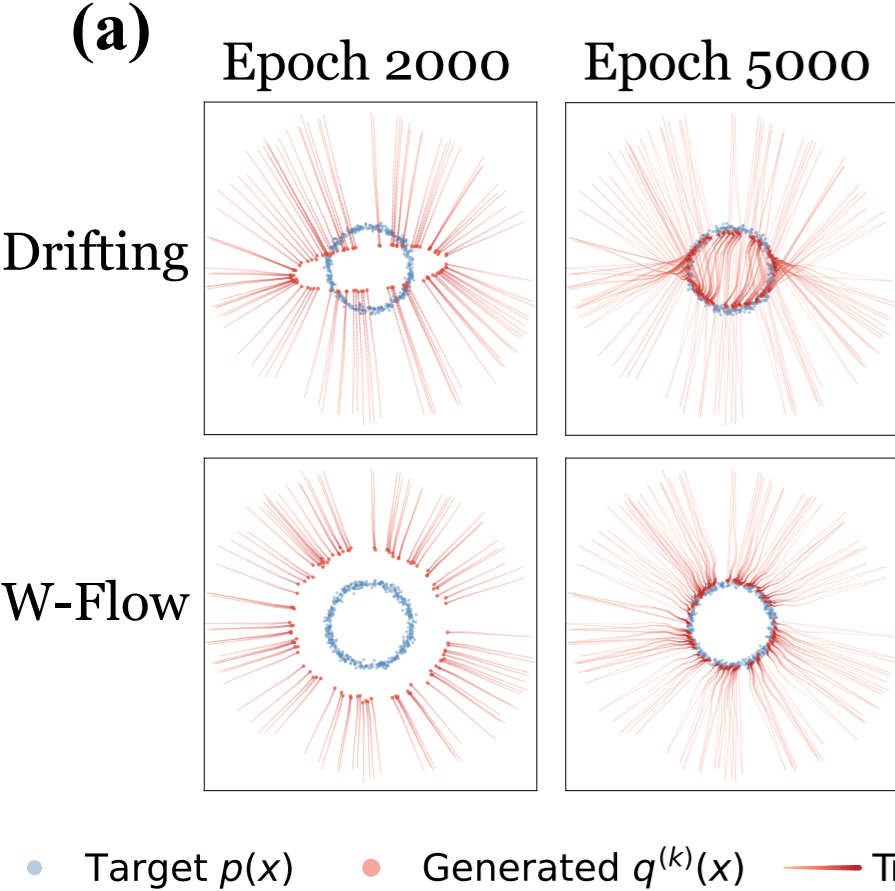 (a)
Epoch 2000 Epoch 5000
Drifting
W-Flow
Target p(x) Generated q^(k)(x)